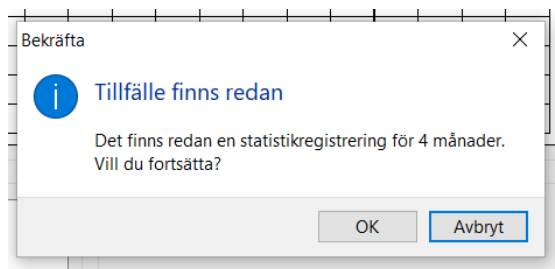 Bekräfta
Tillfälle finns redan
Det finns redan en statistikregistrering för 4 månader.
Vill du fortsätta?
OK
Avbryt